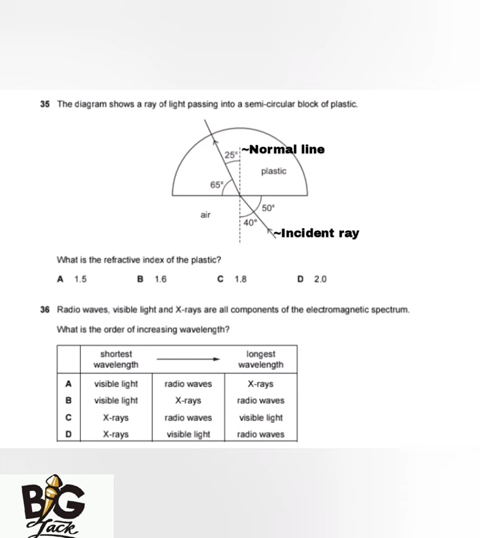 35 The diagram shows a ray of light passing into a semi-circular block of plastic.
~Normal line
25°
plastic
65°
50°
air
40°
~Incident ray
What is the refractive index of the plastic?
A 1.5 B 1.6 C 1.8 D 2.0
36 Radio waves, visible light and X-rays are all components of the electromagnetic spectrum.
What is the order of increasing wavelength?
shortest wavelength longest wavelength
A visible light radio waves X-rays
B visible light X-rays radio waves
C X-rays radio waves visible light
D X-rays visible light radio waves
BIG
Jack